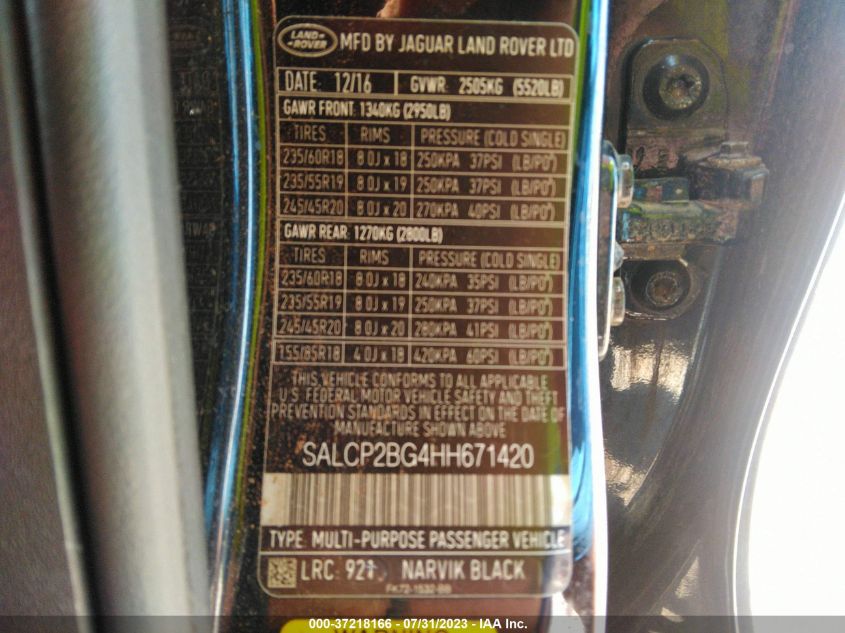 LAND ROVER
MFD BY JAGUAR LAND ROVER LTD
DATE: 12/16 GVWR: 2505KG (5520LB)
GAWR FRONT: 1340KG (2950LB)
TIRES RIMS PRESSURE (COLD SINGLE)
235/60R18 8 0J x 18 250KPA 37PSI (LB/PO²)
235/55R19 8 0J x 19 250KPA 37PSI (LB/PO²)
245/45R20 8 0J x 20 270KPA 40PSI (LB/PO²)
GAWR REAR: 1270KG (2800LB)
TIRES RIMS PRESSURE (COLD SINGLE)
235/60R18 8 0J x 18 240KPA 35PSI (LB/PO²)
235/55R19 8 0J x 19 250KPA 37PSI (LB/PO²)
245/45R20 8 0J x 20 280KPA 41PSI (LB/PO²)
155/85R18 4 0J x 18 420KPA 60PSI (LB/PO²)
THIS VEHICLE CONFORMS TO ALL APPLICABLE
U.S. FEDERAL MOTOR VEHICLE SAFETY AND THEFT
PREVENTION STANDARDS IN EFFECT ON THE DATE OF
MANUFACTURE SHOWN ABOVE
SALCP2BG4HH671420
TYPE: MULTI-PURPOSE PASSENGER VEHICLE
LRC: 921 NARVIK BLACK
FK72-1532-BB
WARNING
000-37218166 - 07/31/2023 - IAA Inc.